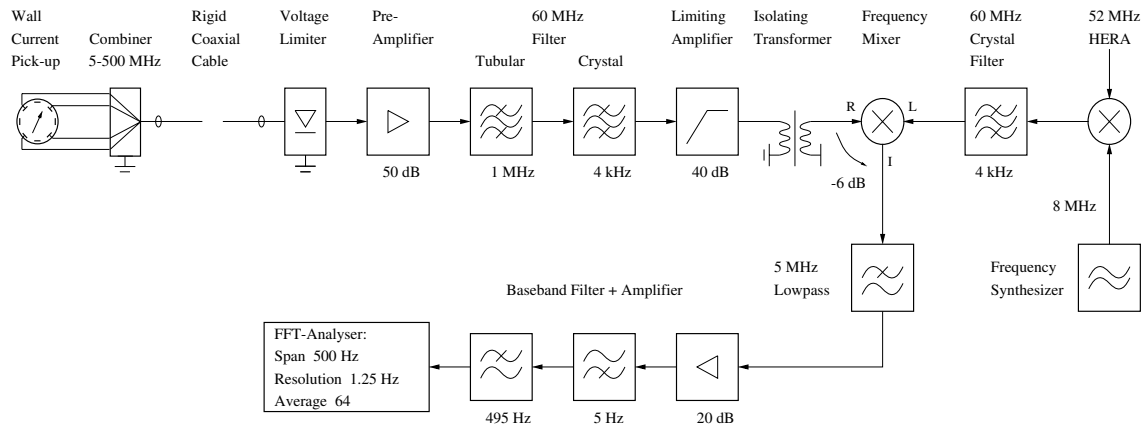 Wall
Current
Pick-up
Combiner
5-500 MHz
Rigid
Coaxial
Cable
Voltage
Limiter
Pre-
Amplifier
60 MHz
Filter
Tubular
Crystal
Limiting
Amplifier
Isolating
Transformer
Frequency
Mixer
60 MHz
Crystal
Filter
52 MHz
HERA
R
L
I
50 dB
1 MHz
4 kHz
40 dB
-6 dB
4 kHz
8 MHz
5 MHz
Lowpass
Frequency
Synthesizer
Baseband Filter + Amplifier
FFT-Analyser:
Span 500 Hz
Resolution 1.25 Hz
Average 64
495 Hz
5 Hz
20 dB